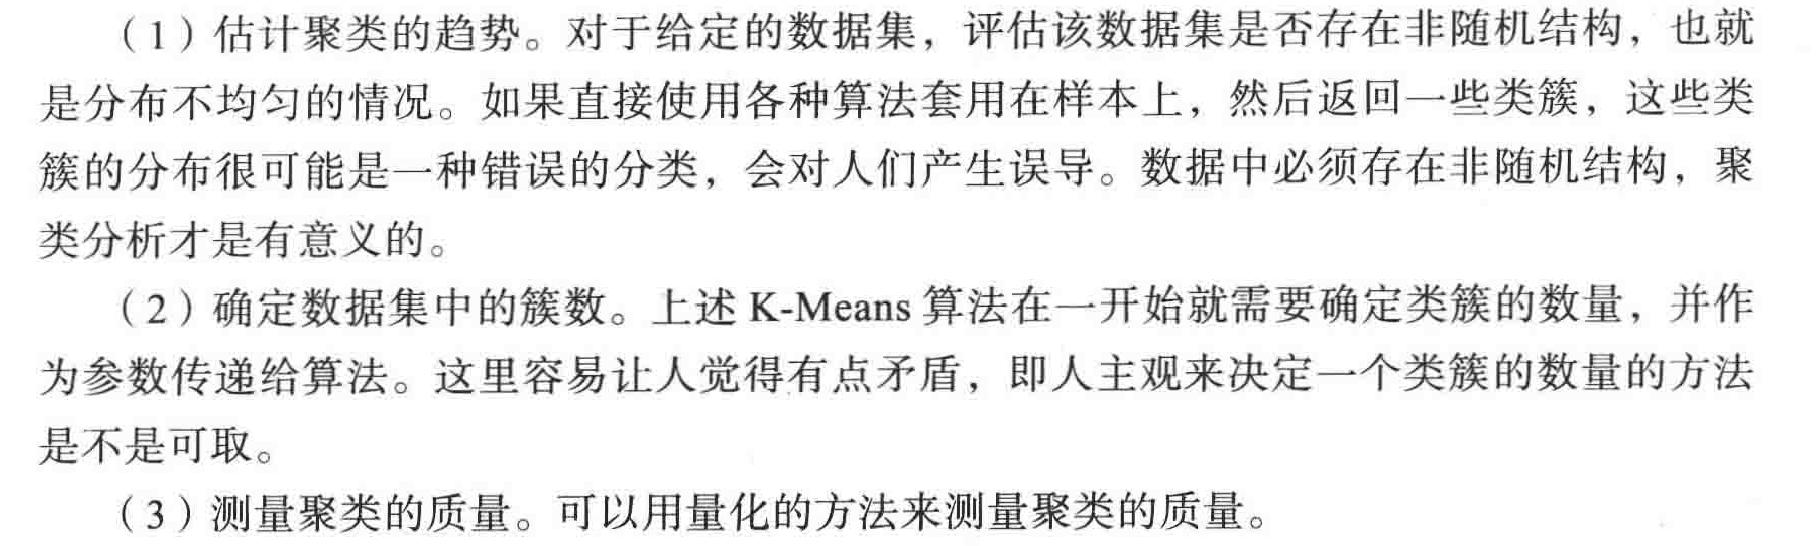 （1）估计聚类的趋势。对于给定的数据集，评估该数据集是否存在非随机结构，也就
是分布不均匀的情况。如果直接使用各种算法套用在样本上，然后返回一些类簇，这些类
簇的分布很可能是一种错误的分类，会对人们产生误导。数据中必须存在非随机结构，聚
类分析才是有意义的。
（2）确定数据集中的簇数。上述 K-Means 算法在一开始就需要确定类簇的数量，并作
为参数传递给算法。这里容易让人觉得有点矛盾，即人主观来决定一个类簇的数量的方法
是不是可取。
（3）测量聚类的质量。可以用量化的方法来测量聚类的质量。